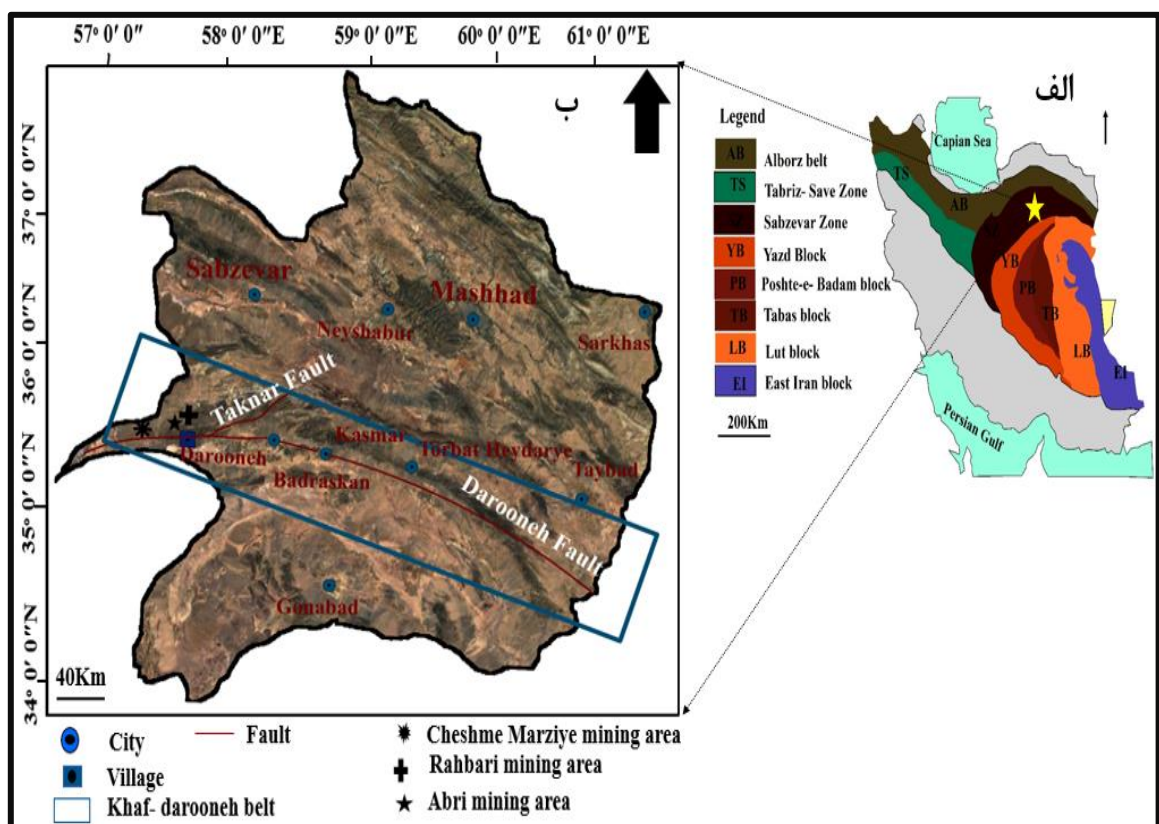 57° 0' 0"
58° 0' 0"E
59° 0' 0"E
60° 0' 0"E
61° 0' 0"E
37° 0' 0"N
37° 0' 0"N
36° 0' 0"N
35° 0' 0"N
34° 0' 0"N
ب
Sabzevar
Mashhad
Neyshabur
Sarkhas
Taknar Fault
Kasmar
Torbat Heydarye
Taybad
Darooneh
Badraskan
Darooneh Fault
Gonabad
40Km
City
Fault
Village
Khaf- darooneh belt
Cheshme Marziye mining area
Rahbari mining area
Abri mining area
الف
Legend
AB Alborz belt
TS Tabriz- Save Zone
Sabzevar Zone
YB Yazd Block
PB Poshte-e- Badam block
TB Tabas block
LB Lut block
EI East Iran block
200Km
Capian Sea
TS
AB
YB
PB
TB
LB
EI
Persian Gulf